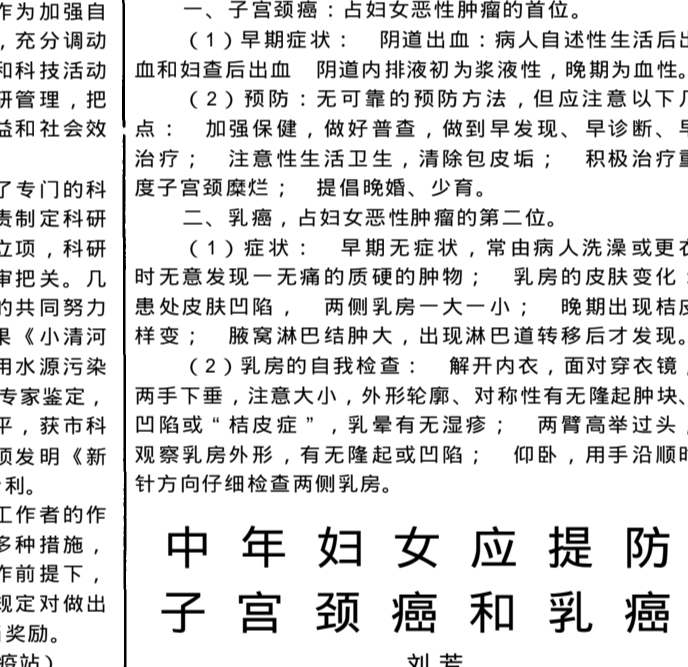 作为加强自
，充分调动
和科技活动
研管理，把
益和社会效
了专门的科
责制定科研
立项，科研
审把关。几
的共同努力
果《小清河
用水源污染
专家鉴定，
平，获市科
项发明《新
利。
工作者的作
多种措施，
作前提下，
规定对做出
奖励。
疫站）
一、子宫颈癌：占妇女恶性肿瘤的首位。
（1）早期症状： 阴道出血：病人自述性生活后出
血和妇查后出血 阴道内排液初为浆液性，晚期为血性。
（2）预防：无可靠的预防方法，但应注意以下几
点： 加强保健，做好普查，做到早发现、早诊断、早
治疗； 注意性生活卫生，清除包皮垢； 积极治疗重
度子宫颈糜烂； 提倡晚婚、少育。
二、乳癌，占妇女恶性肿瘤的第二位。
（1）症状： 早期无症状，常由病人洗澡或更衣
时无意发现一无痛的质硬的肿物； 乳房的皮肤变化：
患处皮肤凹陷， 两侧乳房一大一小； 晚期出现桔皮
样变； 腋窝淋巴结肿大，出现淋巴道转移后才发现。
（2）乳房的自我检查： 解开内衣，面对穿衣镜，
两手下垂，注意大小，外形轮廓、对称性有无隆起肿块、
凹陷或“桔皮症”，乳晕有无湿疹； 两臂高举过头，
观察乳房外形，有无隆起或凹陷； 仰卧，用手沿顺时
针方向仔细检查两侧乳房。
中年妇女应提防
子宫颈癌和乳癌
刘芳